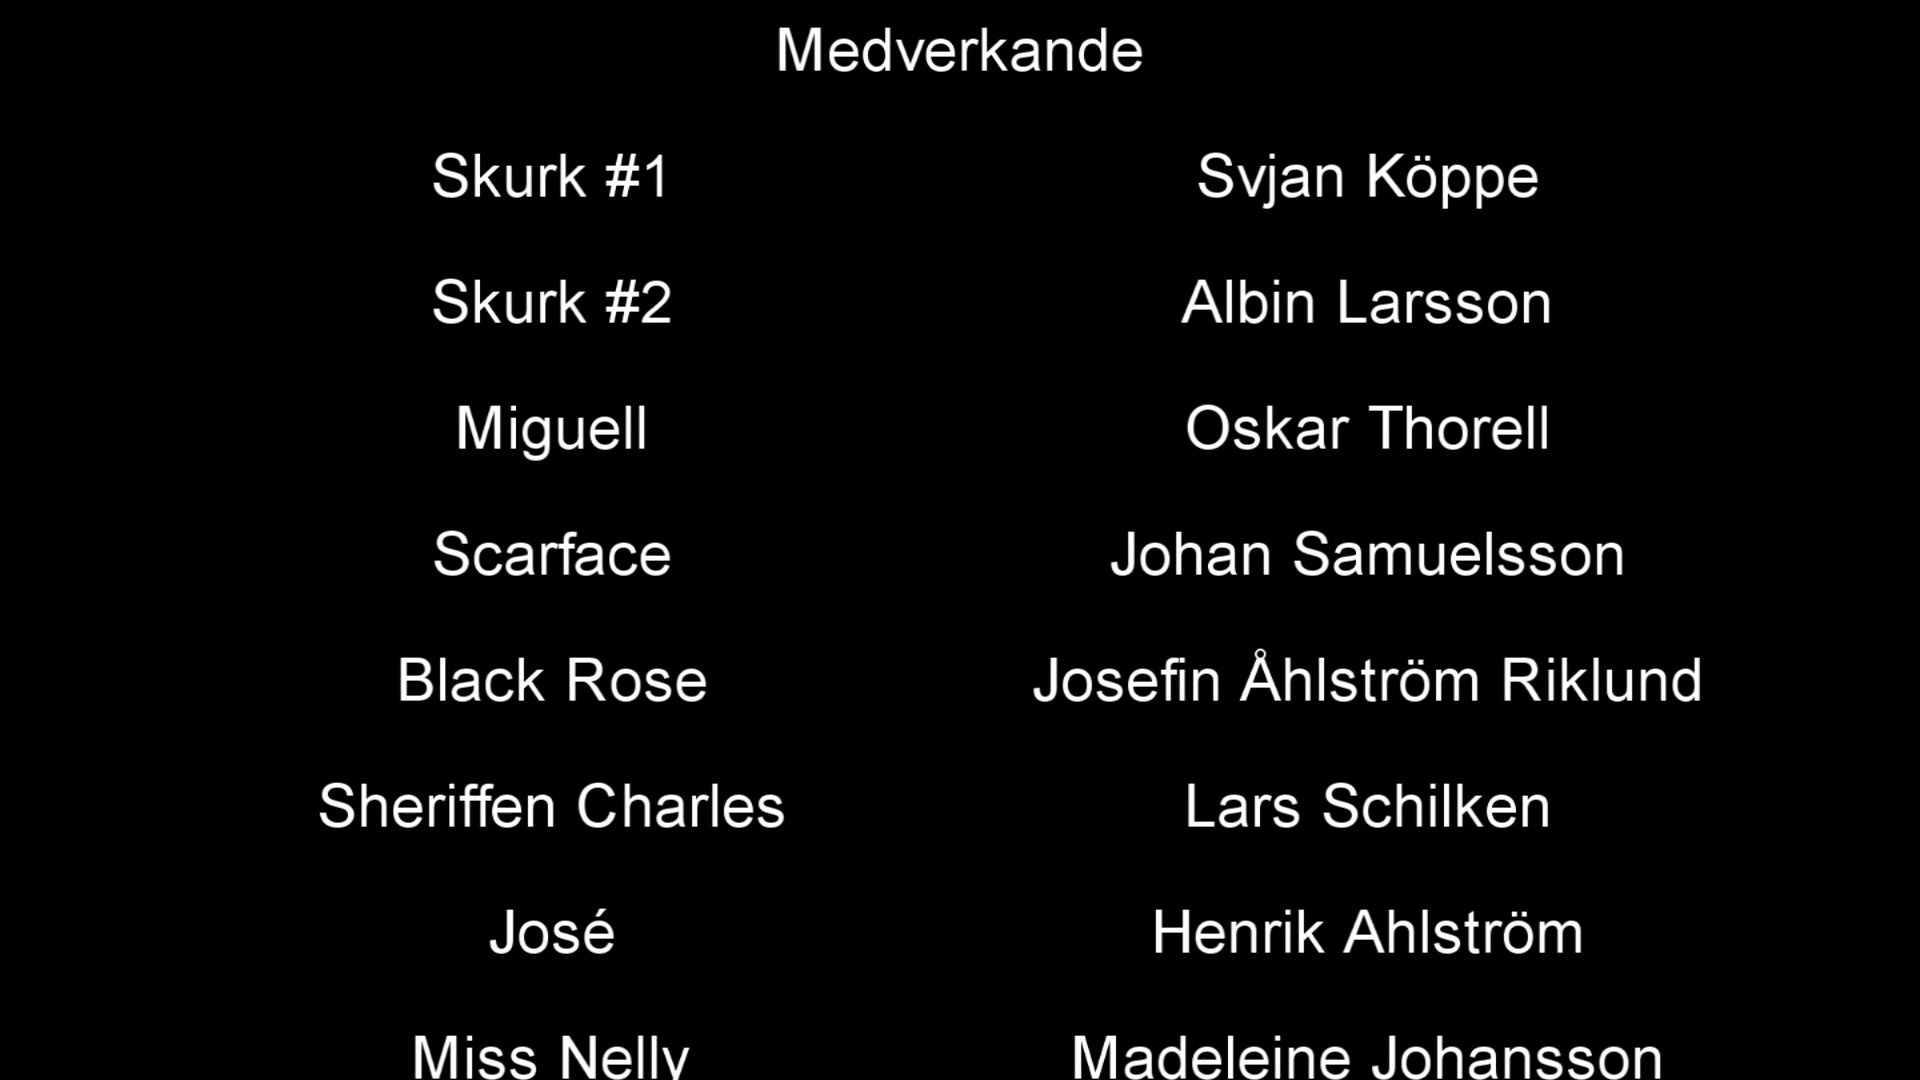 Medverkande
Skurk #1 Svjan Köppe
Skurk #2 Albin Larsson
Miguell Oskar Thorell
Scarface Johan Samuelsson
Black Rose Josefin Åhlström Riklund
Sheriffen Charles Lars Schilken
José Henrik Ahlström
Miss Nelly Madeleine Johansson